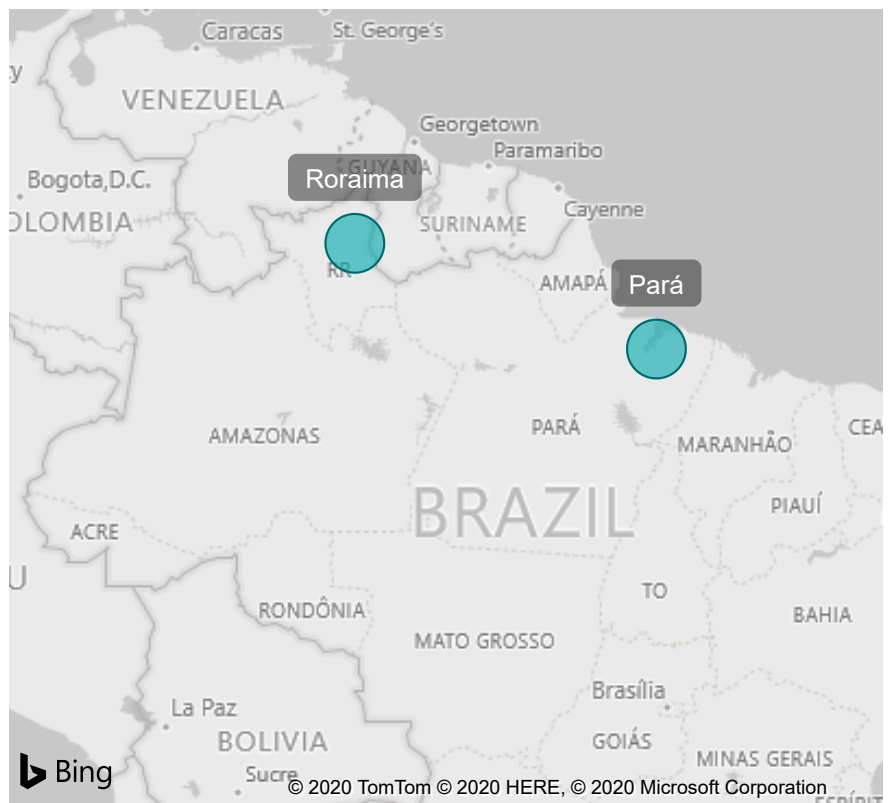 Caracas
St. George's
VENEZUELA
Georgetown
Paramaribo
GUYANA
Roraima
Bogota,D.C.
OLOMBIA
Cayenne
SURINAME
RR
AMAPÁ
Pará
AMAZONAS
PARÁ
MARANHÃO
CEA
BRAZIL
PIAUÍ
ACRE
U
TO
RONDÔNIA
BAHIA
MATO GROSSO
Brasília
La Paz
BOLIVIA
GOIÁS
MINAS GERAIS
Bing
Sucre
© 2020 TomTom © 2020 HERE, © 2020 Microsoft Corporation